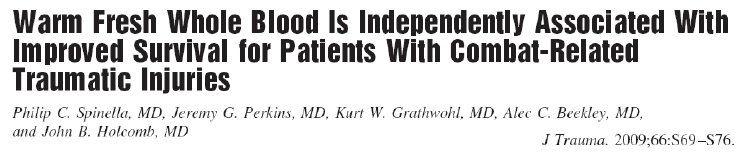 Warm Fresh Whole Blood Is Independently Associated With
Improved Survival for Patients With Combat-Related
Traumatic Injuries
Philip C. Spinella, MD, Jeremy G. Perkins, MD, Kurt W. Grathwohl, MD, Alec C. Beekley, MD,
and John B. Holcomb, MD
J Trauma. 2009;66:S69–S76.